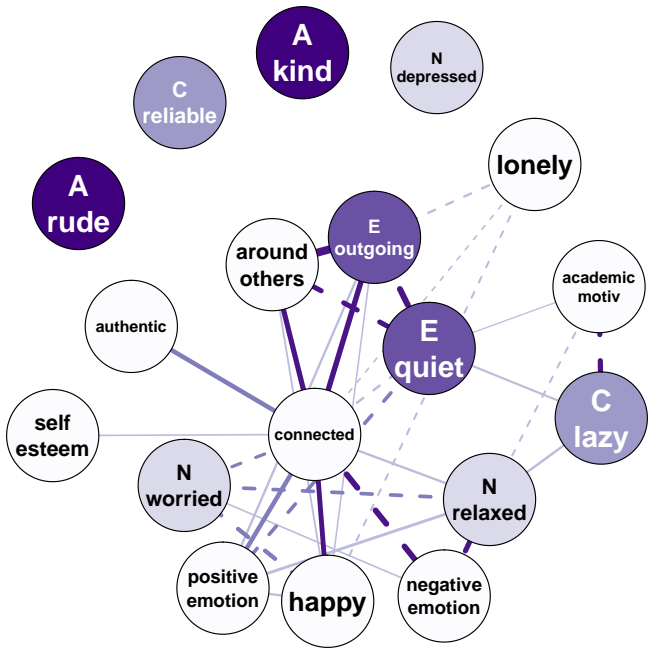 A
kind
N
depressed
C
reliable
lonely
A
rude
E
outgoing
around
others
academic
motiv
authentic
E
quiet
C
lazy
self
esteem
connected
N
worried
N
relaxed
positive
emotion
happy
negative
emotion